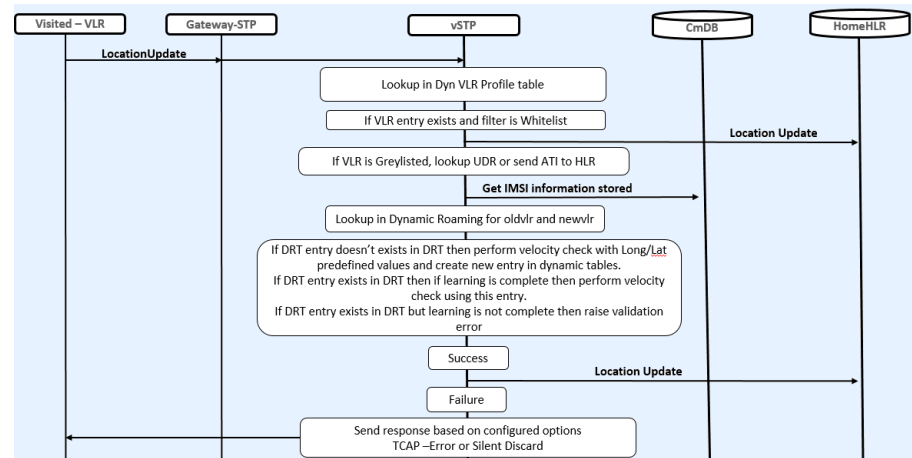 Visited – VLR
Gateway-STP
vSTP
CmDB
HomeHLR
LocationUpdate
Lookup in Dyn VLR Profile table
If VLR entry exists and filter is Whitelist
Location Update
If VLR is Greylisted, lookup UDR or send ATI to HLR
Get IMSI information stored
Lookup in Dynamic Roaming for oldvlr and newvlr
If DRT entry doesn't exists in DRT then perform velocity check with Long/Lat
predefined values and create new entry in dynamic tables.
If DRT entry exists in DRT then if learning is complete then perform velocity
check using this entry.
If DRT entry exists in DRT but learning is not complete then raise validation
error
Success
Location Update
Failure
Send response based on configured options
TCAP –Error or Silent Discard